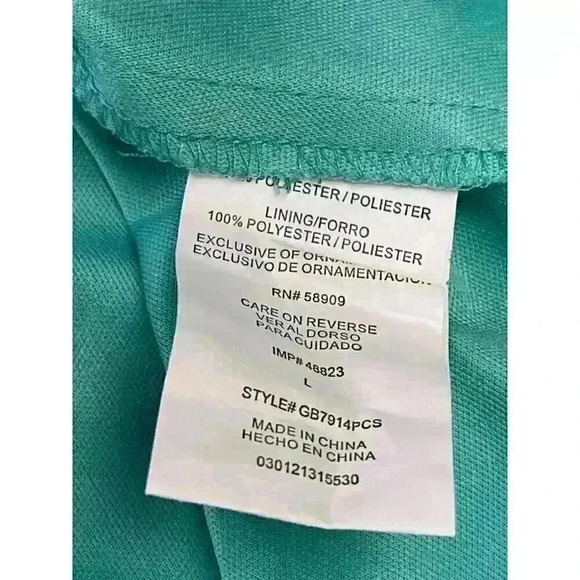 POLYESTER / POLIESTER
LINING/FORRO
100% POLYESTER / POLIESTER
EXCLUSIVE OF
EXCLUSIVO DE ORNAMENTACION
RN# 58909
CARE ON REVERSE
VER AL DORSO
PARA CUIDADO
IMP# 48823
L
STYLE# GB7914PCS
MADE IN CHINA
HECHO EN CHINA
030121315530